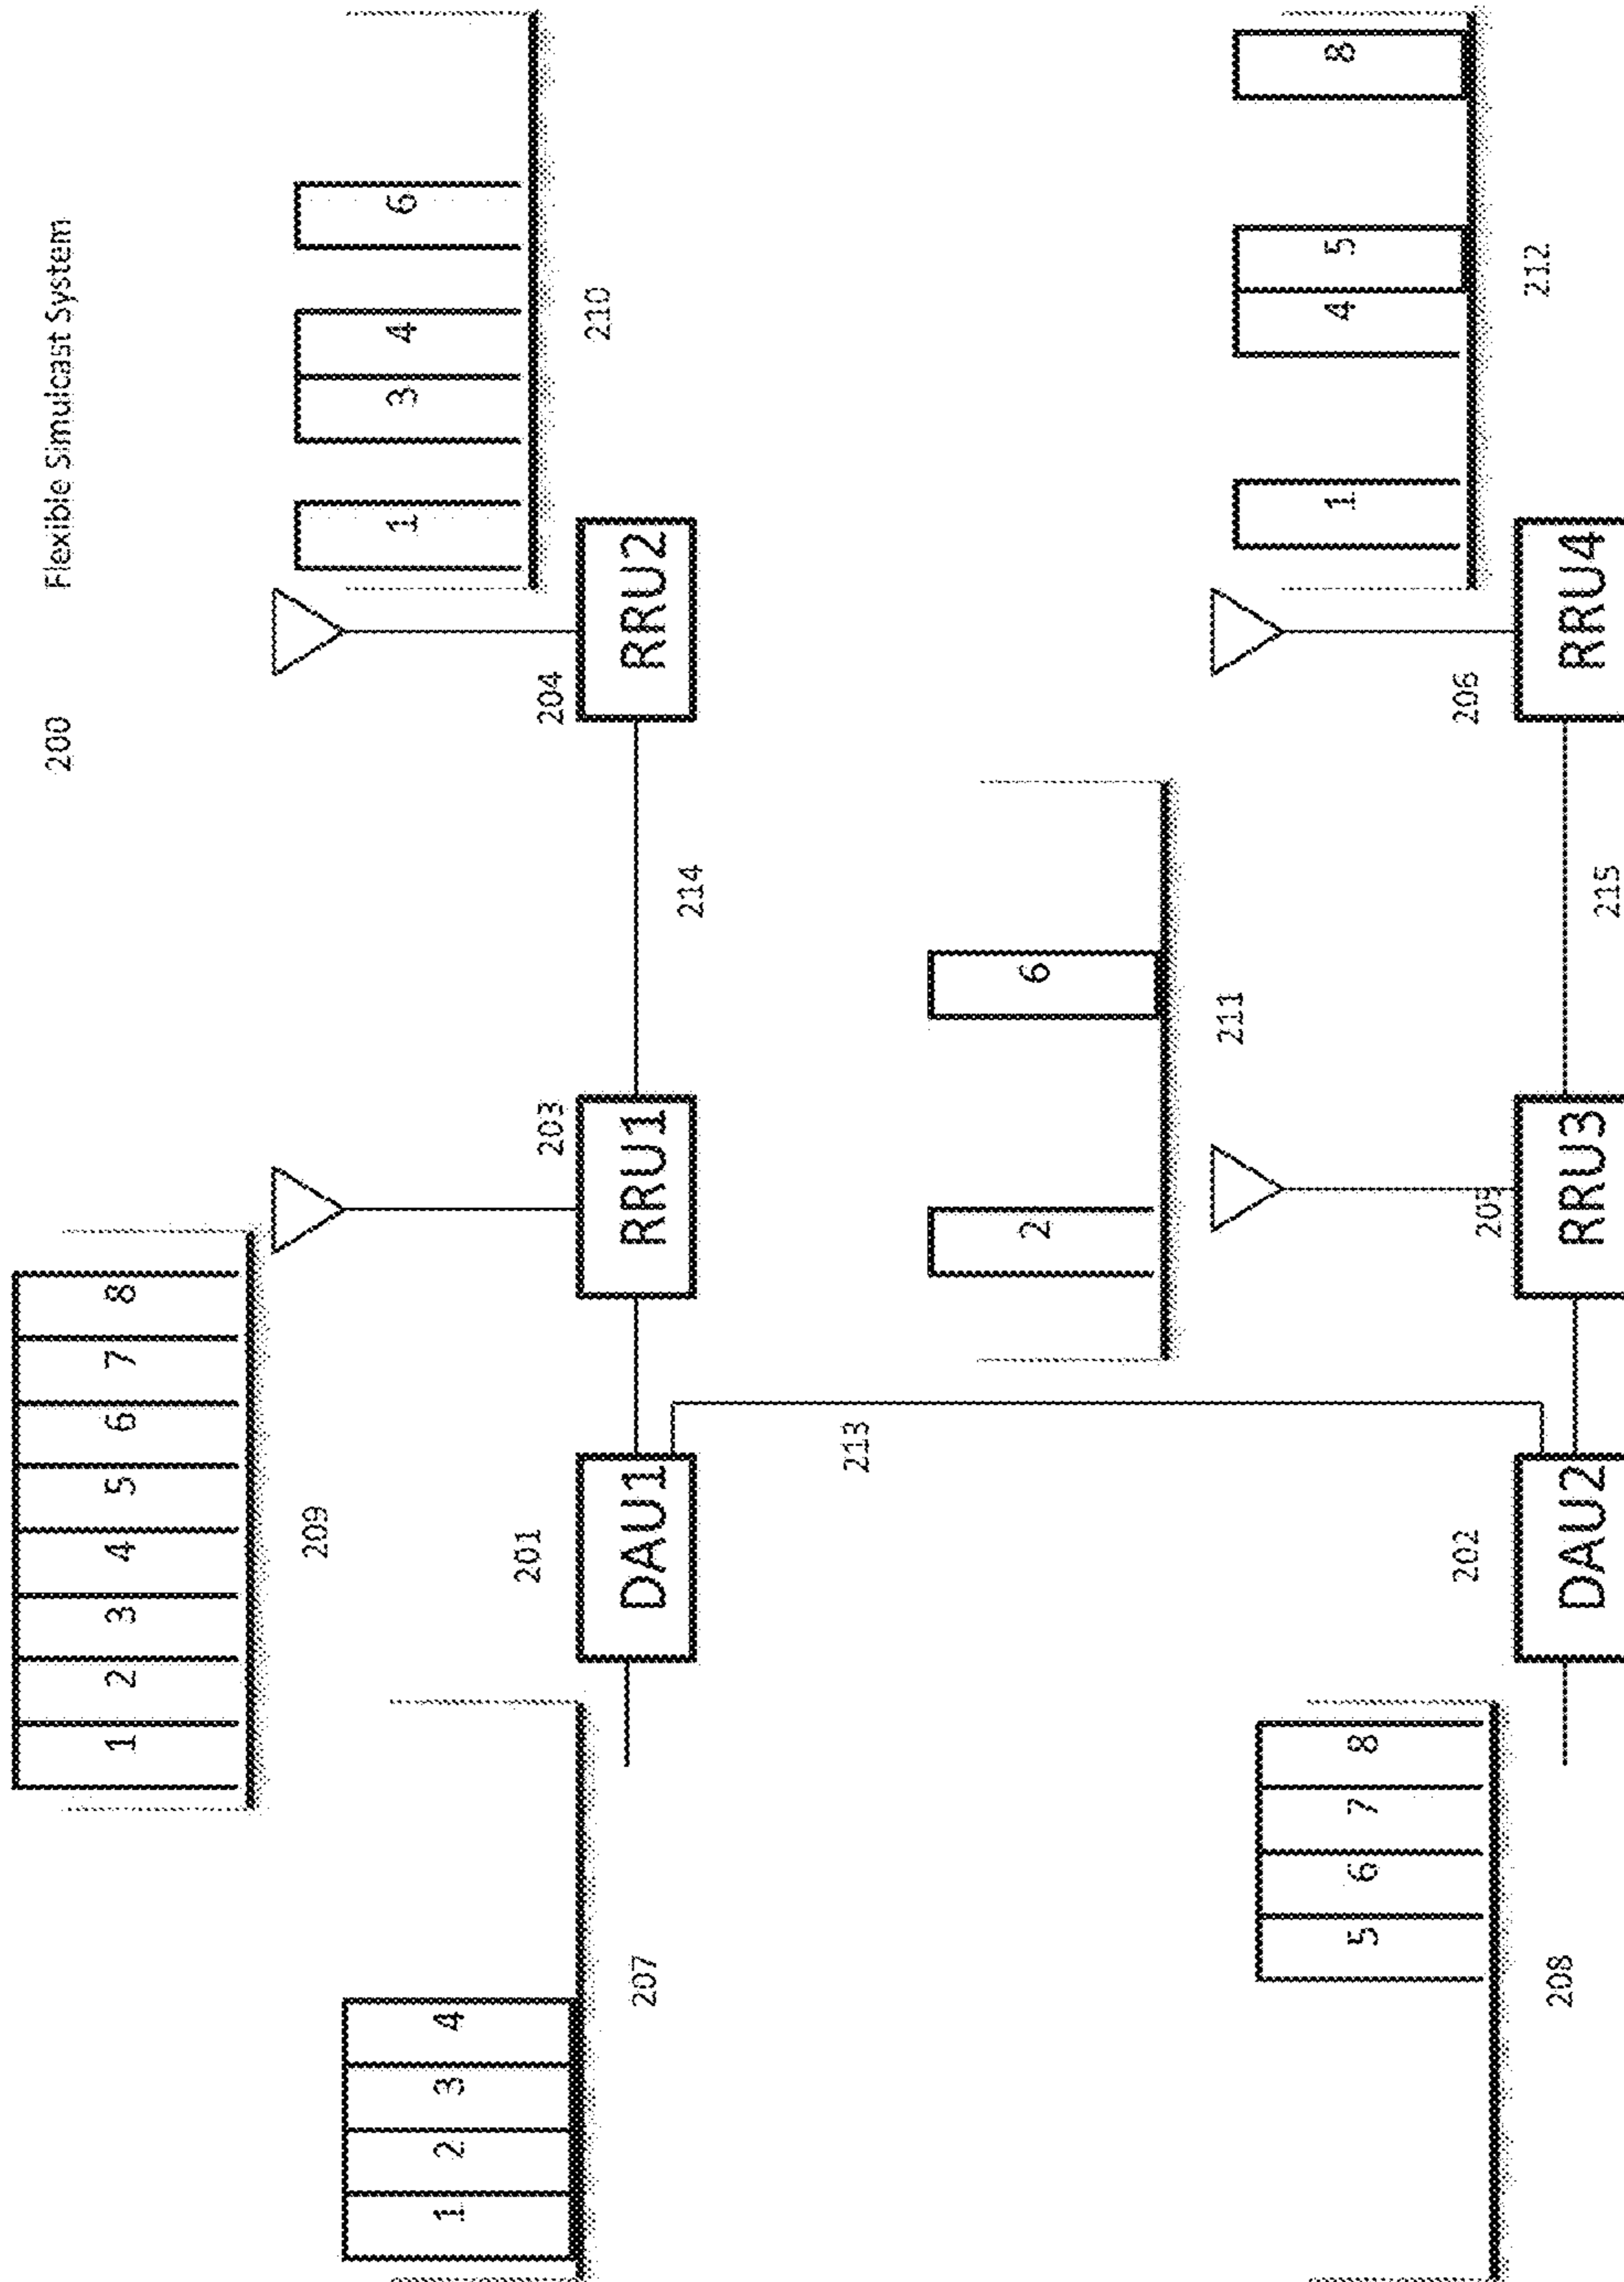 200 Flexible Simulcast System
1 2 3 4 5 6 7 8
209
1 3 4 6
1 2 3 4
201
203
204
210
207
DAU1
RRU1
RRU2
214
213
2 6
211
1 4 5 8
5 6 7 8
202
205
206
212
208
DAU2
RRU3
RRU4
215